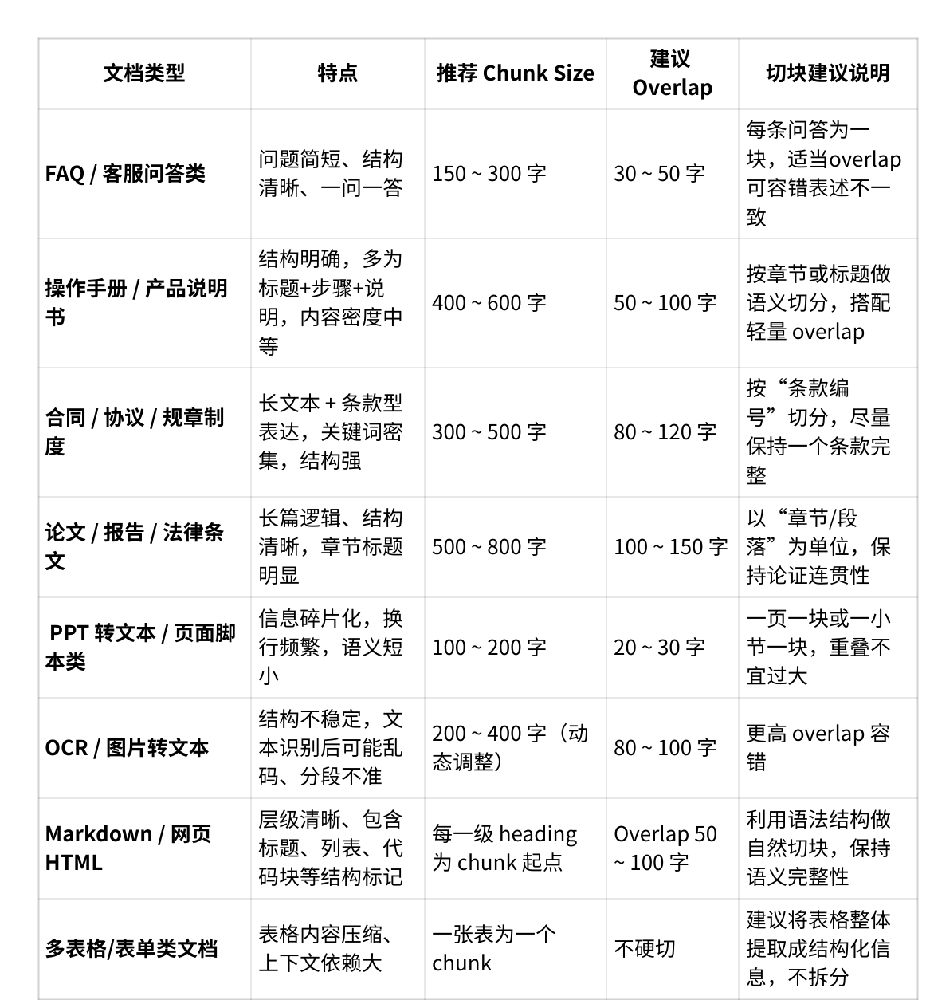 文档类型
特点
推荐 Chunk Size
建议
Overlap
切块建议说明
FAQ / 客服问答类
问题简短、结构
清晰、一问一答
150 ~ 300 字
30 ~ 50 字
每条问答为一
块，适当overlap
可容错表述不一
致
操作手册 / 产品说明
书
结构明确，多为
标题+步骤+说
明，内容密度中
等
400 ~ 600 字
50 ~ 100 字
按章节或标题做
语义切分，搭配
轻量 overlap
合同 / 协议 / 规章制
度
长文本 + 条款型
表达，关键词密
集，结构强
300 ~ 500 字
80 ~ 120 字
按“条款编
号”切分，尽量
保持一个条款完
整
论文 / 报告 / 法律条
文
长篇逻辑、结构
清晰，章节标题
明显
500 ~ 800 字
100 ~ 150 字
以“章节/段
落”为单位，保
持论证连贯性
PPT 转文本 / 页面脚
本类
信息碎片化，换
行频繁，语义短
小
100 ~ 200 字
20 ~ 30 字
一页一块或一小
节一块，重叠不
宜过大
OCR / 图片转文本
结构不稳定，文
本识别后可能乱
码、分段不准
200 ~ 400 字（动
态调整）
80 ~ 100 字
更高 overlap 容
错
Markdown / 网页
HTML
层级清晰、包含
标题、列表、代
码块等结构标记
每一级 heading
为 chunk 起点
Overlap 50
~ 100 字
利用语法结构做
自然切块，保持
语义完整性
多表格/表单类文档
表格内容压缩、
上下文依赖大
一张表为一个
chunk
不硬切
建议将表格整体
提取成结构化信
息，不拆分